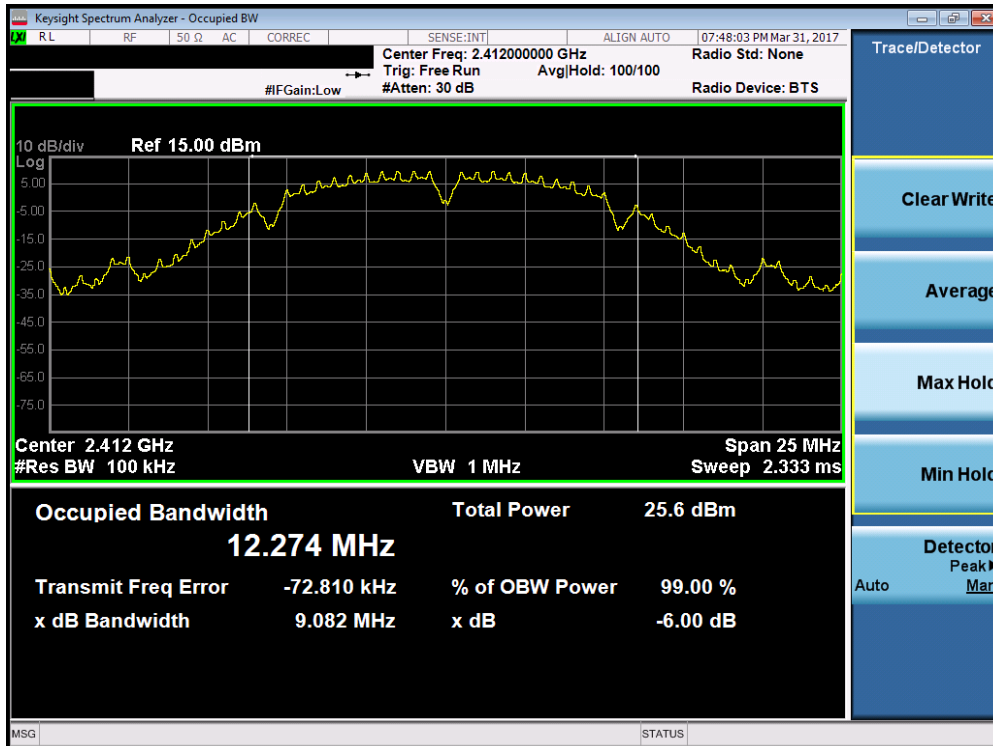 Keysight Spectrum Analyzer - Occupied BW
LXI RL RF 50 Ω AC CORREC SENSE:INT ALIGN AUTO 07:48:03 PM Mar 31, 2017
Center Freq: 2.412000000 GHz Radio Std: None
Trig: Free Run Avg|Hold: 100/100
#IFGain:Low #Atten: 30 dB Radio Device: BTS
Trace/Detector
10 dB/div Ref 15.00 dBm
Log
5.00
-5.00
-15.0
-25.0
-35.0
-45.0
-55.0
-65.0
-75.0
Center 2.412 GHz Span 25 MHz
#Res BW 100 kHz VBW 1 MHz Sweep 2.333 ms
Occupied Bandwidth Total Power 25.6 dBm
12.274 MHz
Transmit Freq Error -72.810 kHz % of OBW Power 99.00 %
x dB Bandwidth 9.082 MHz x dB -6.00 dB
Clear Write
Average
Max Hold
Min Hold
Detector
Peak
Auto Man
MSG STATUS